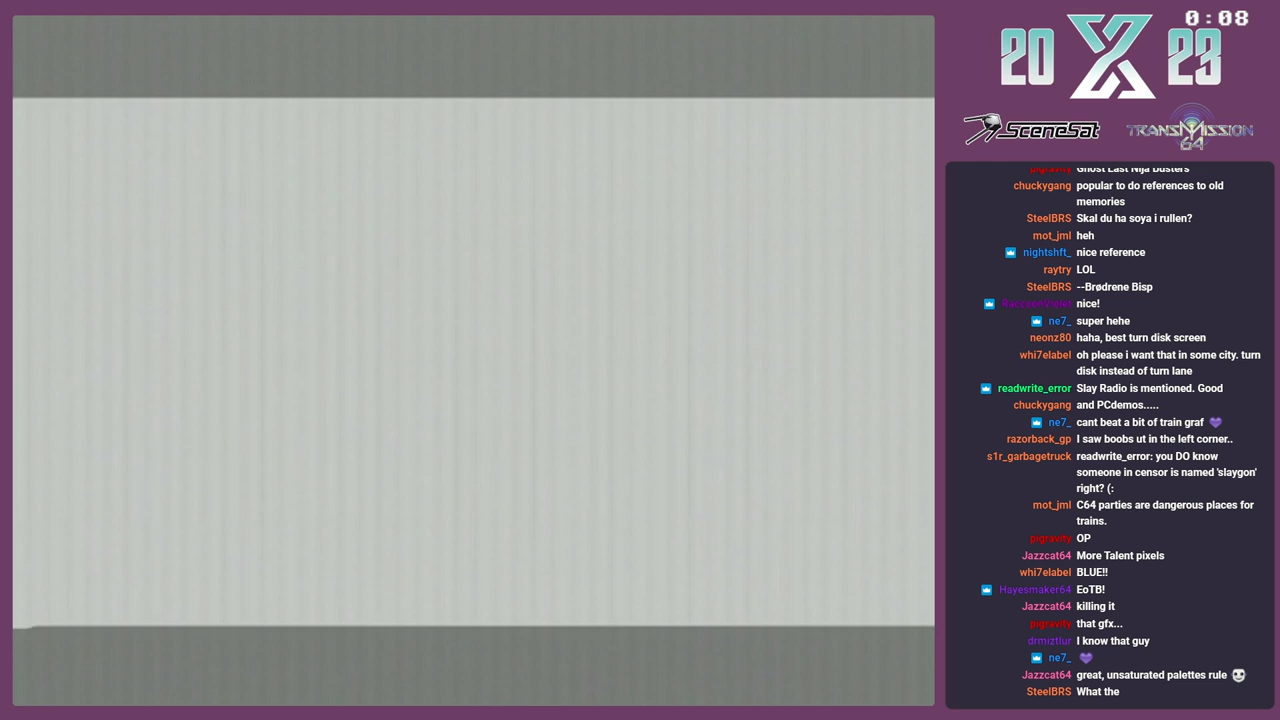 0:08
20 X 23
SceneSat
TRANSMISSION
64
pigravity Ghost Last Nija Busters
chuckygang popular to do references to old
memories
SteelBRS Skal du ha soya i rullen?
mot_jml heh
nightshft_ nice reference
raytry LOL
SteelBRS --Brødrene Bisp
RaccoonViolet nice!
ne7_ super hehe
neonz80 haha, best turn disk screen
whi7elabel oh please i want that in some city. turn
disk instead of turn lane
readwrite_error Slay Radio is mentioned. Good
chuckygang and PCdemos.....
ne7_ cant beat a bit of train graf
razorback_gp I saw boobs ut in the left corner..
s1r_garbagetruck readwrite_error: you DO know
someone in censor is named 'slaygon'
right? (:
mot_jml C64 parties are dangerous places for
trains.
pigravity OP
Jazzcat64 More Talent pixels
whi7elabel BLUE!!
Hayesmaker64 EoTB!
Jazzcat64 killing it
pigravity that gfx...
drmiztlur I know that guy
ne7_
Jazzcat64 great, unsaturated palettes rule
SteelBRS What the